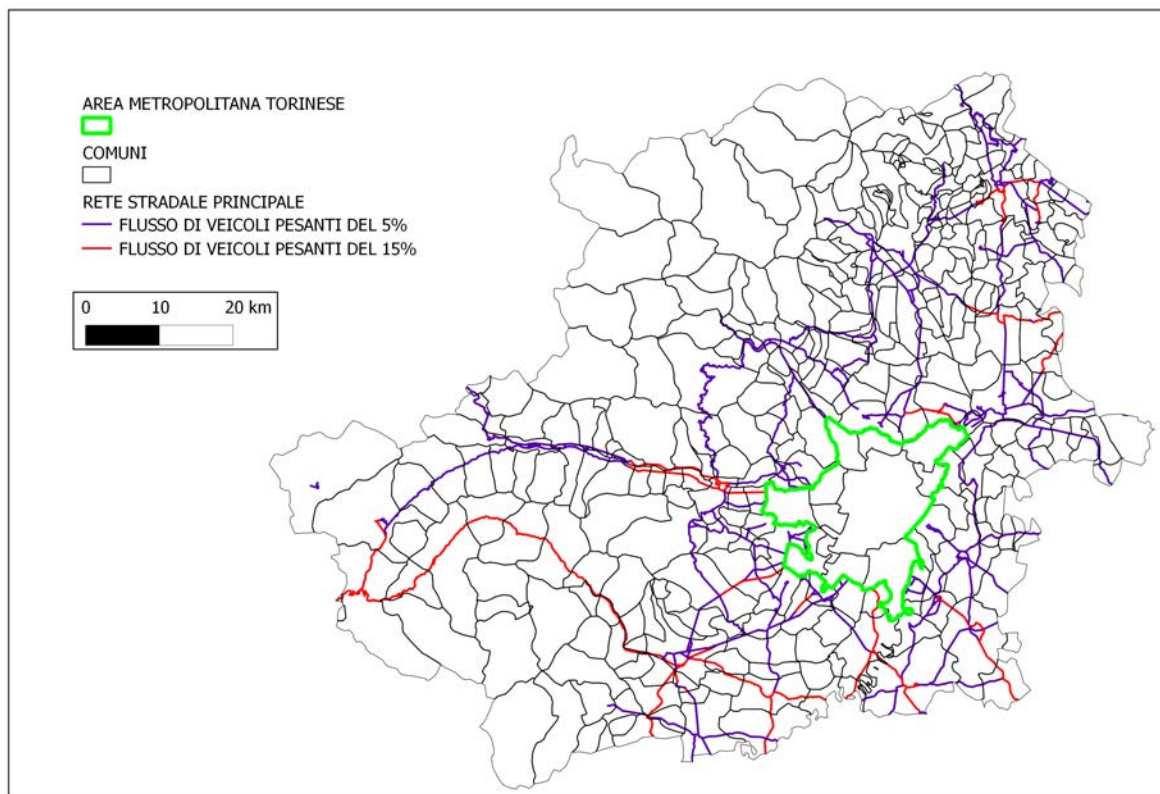 AREA METROPOLITANA TORINESE
COMUNI
RETE STRADALE PRINCIPALE
FLUSSO DI VEICOLI PESANTI DEL 5%
FLUSSO DI VEICOLI PESANTI DEL 15%
0 10 20 km